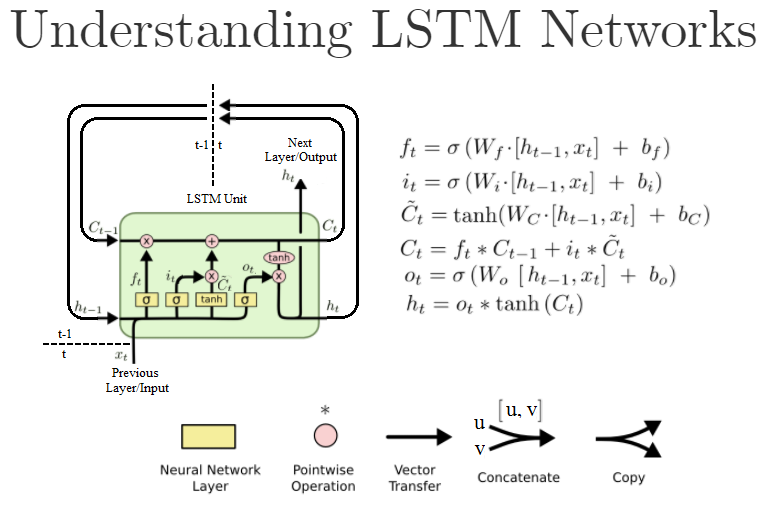 Understanding LSTM Networks
t-1 t
Next
Layer/Output
h_t
LSTM Unit
C_{t-1}
C_t
x
+
tanh
f_t
i_t
C̃_t
o_t
x
x
σ
σ
tanh
σ
h_{t-1}
h_t
t-1
t
x_t
Previous
Layer/Input
f_t = σ (W_f · [h_{t-1}, x_t] + b_f)
i_t = σ (W_i · [h_{t-1}, x_t] + b_i)
C̃_t = tanh(W_C · [h_{t-1}, x_t] + b_C)
C_t = f_t * C_{t-1} + i_t * C̃_t
o_t = σ (W_o [h_{t-1}, x_t] + b_o)
h_t = o_t * tanh (C_t)
Neural Network
Layer
*
Pointwise
Operation
Vector
Transfer
[u, v]
u
v
Concatenate
Copy